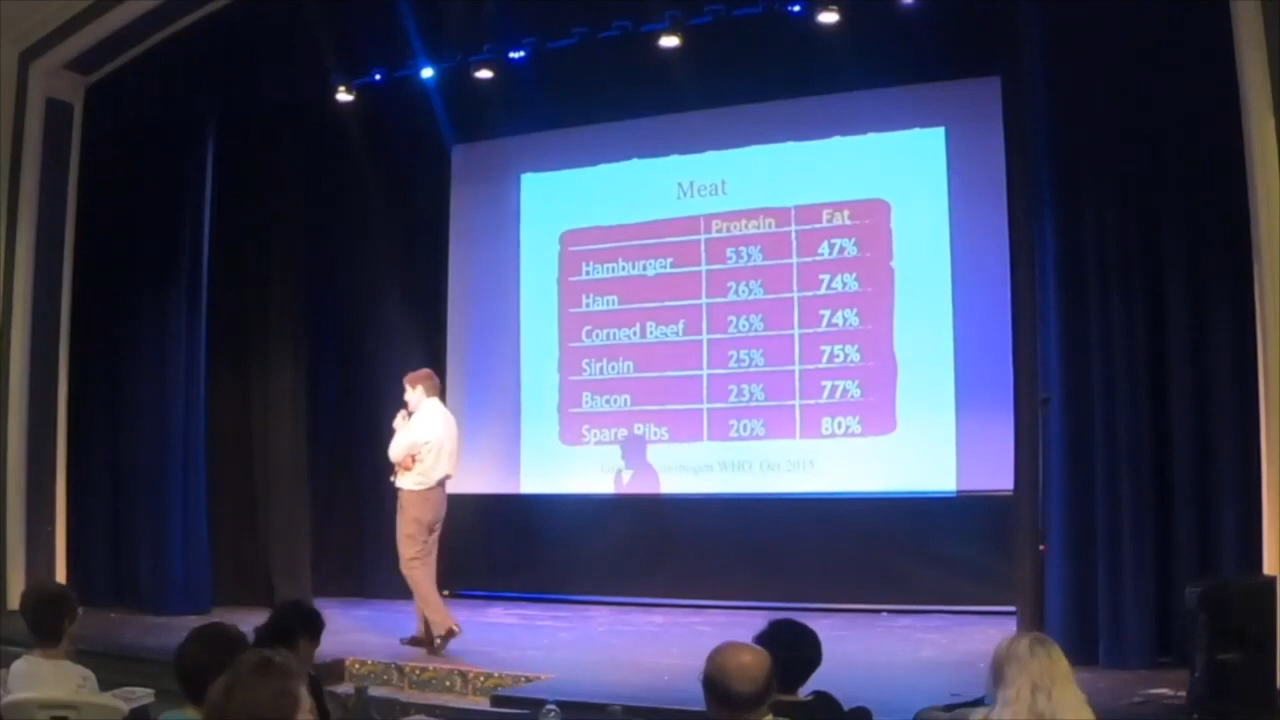 Meat
Protein Fat
Hamburger 53% 47%
Ham 26% 74%
Corned Beef 26% 74%
Sirloin 25% 75%
Bacon 23% 77%
Spare Ribs 20% 80%
WHO, Oct 2015